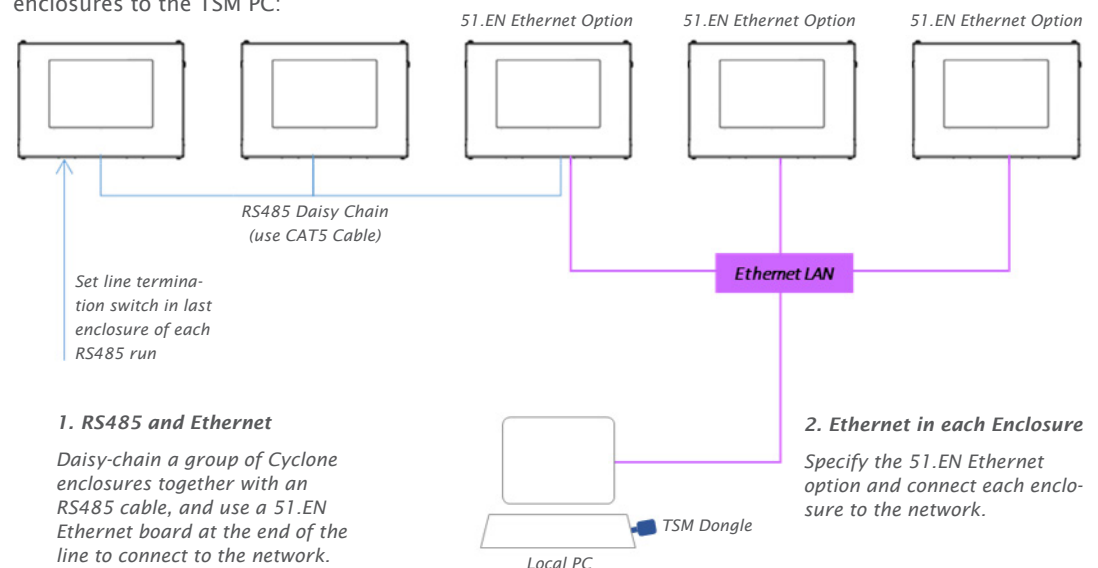 enclosures to the TSM PC:
51.EN Ethernet Option
51.EN Ethernet Option
51.EN Ethernet Option
RS485 Daisy Chain
(use CAT5 Cable)
Ethernet LAN
Set line termina-
tion switch in last
enclosure of each
RS485 run
1. RS485 and Ethernet
Daisy-chain a group of Cyclone
enclosures together with an
RS485 cable, and use a 51.EN
Ethernet board at the end of the
line to connect to the network.
2. Ethernet in each Enclosure
Specify the 51.EN Ethernet
option and connect each enclo-
sure to the network.
TSM Dongle
Local PC